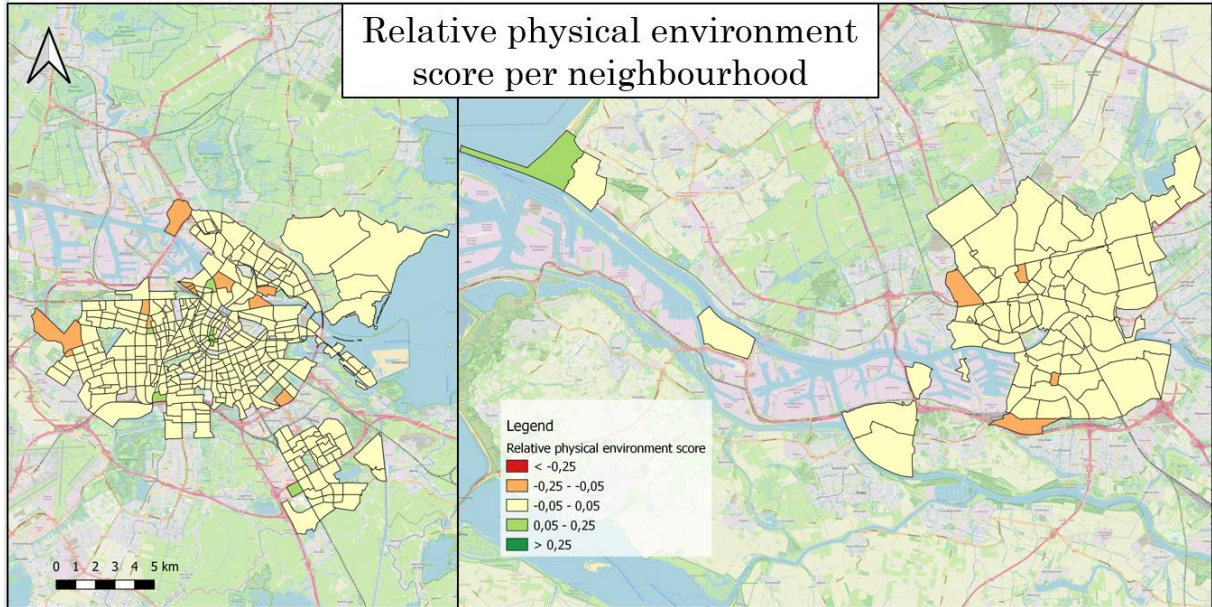 Relative physical environment
score per neighbourhood
Legend
Relative physical environment score
< -0,25
-0,25 - -0,05
-0,05 - 0,05
0,05 - 0,25
> 0,25
0 1 2 3 4 5 km